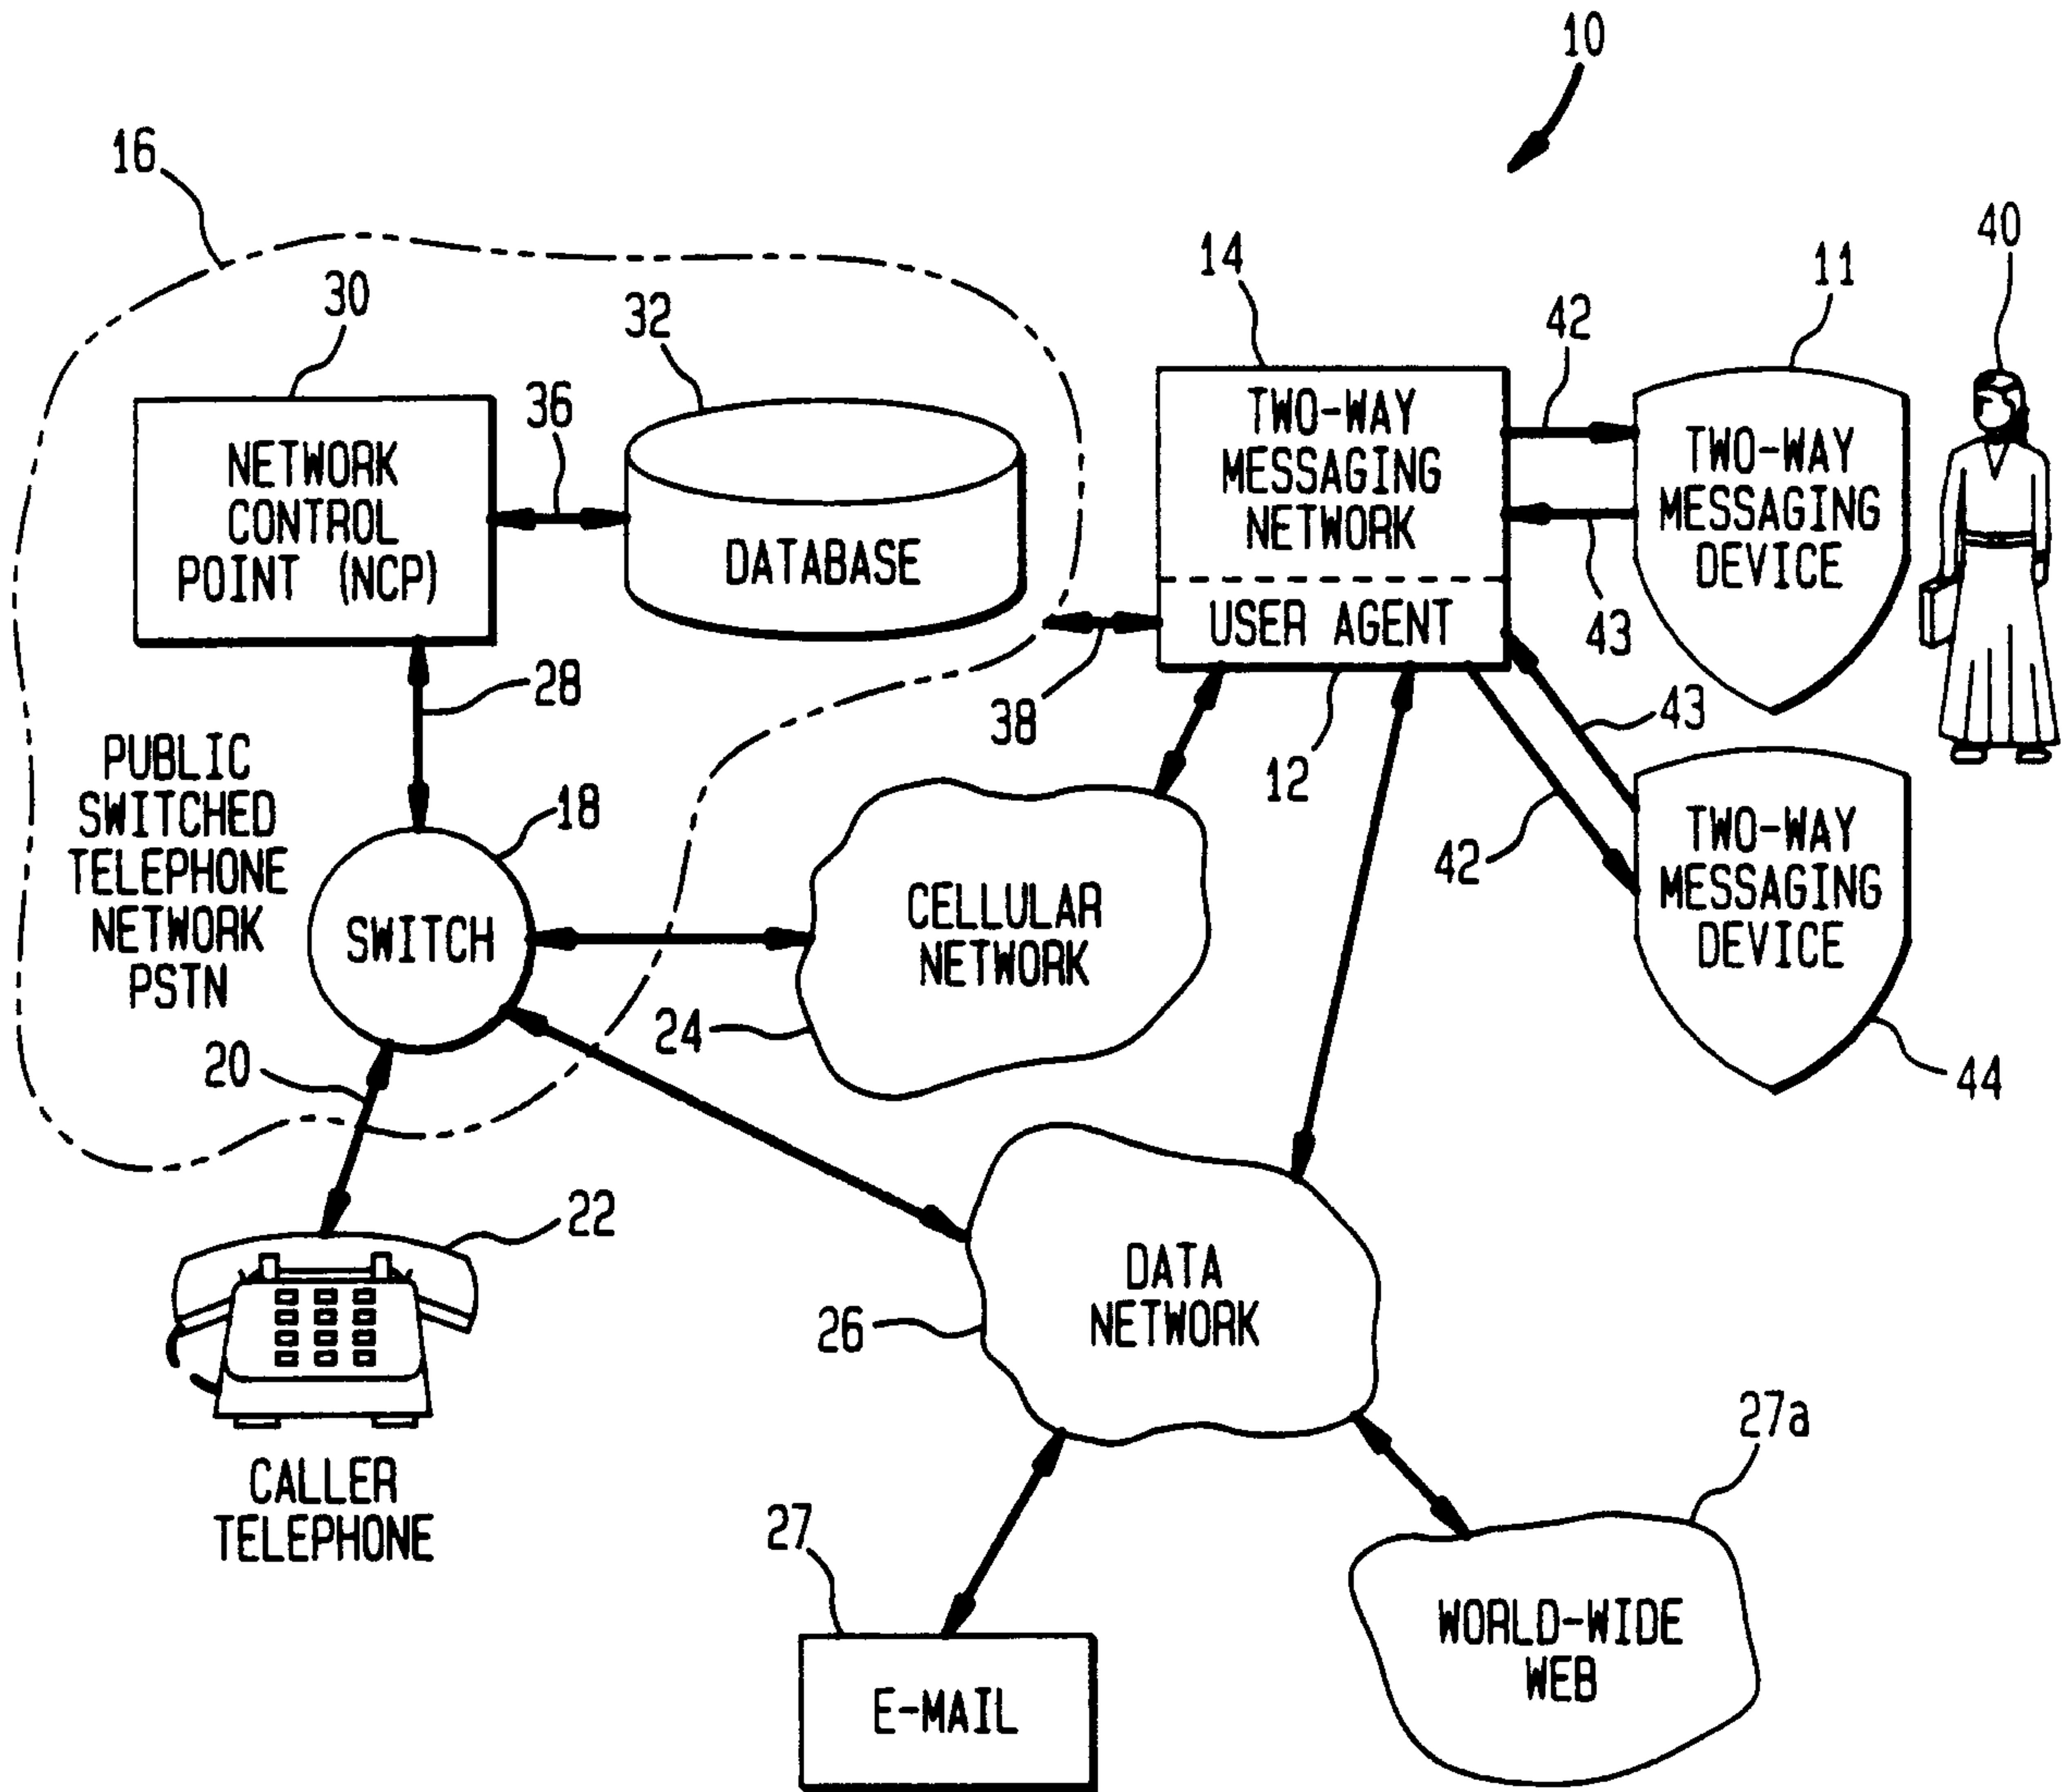 10
16
30
32
14
42
11
40
36
NETWORK
CONTROL
POINT (NCP)
DATABASE
TWO-WAY
MESSAGING
NETWORK
USER AGENT
TWO-WAY
MESSAGING
DEVICE
43
28
38
12
43
42
PUBLIC
SWITCHED
TELEPHONE
NETWORK
PSTN
18
SWITCH
CELLULAR
NETWORK
TWO-WAY
MESSAGING
DEVICE
24
44
20
22
CALLER
TELEPHONE
DATA
NETWORK
26
27a
27
E-MAIL
WORLD-WIDE
WEB